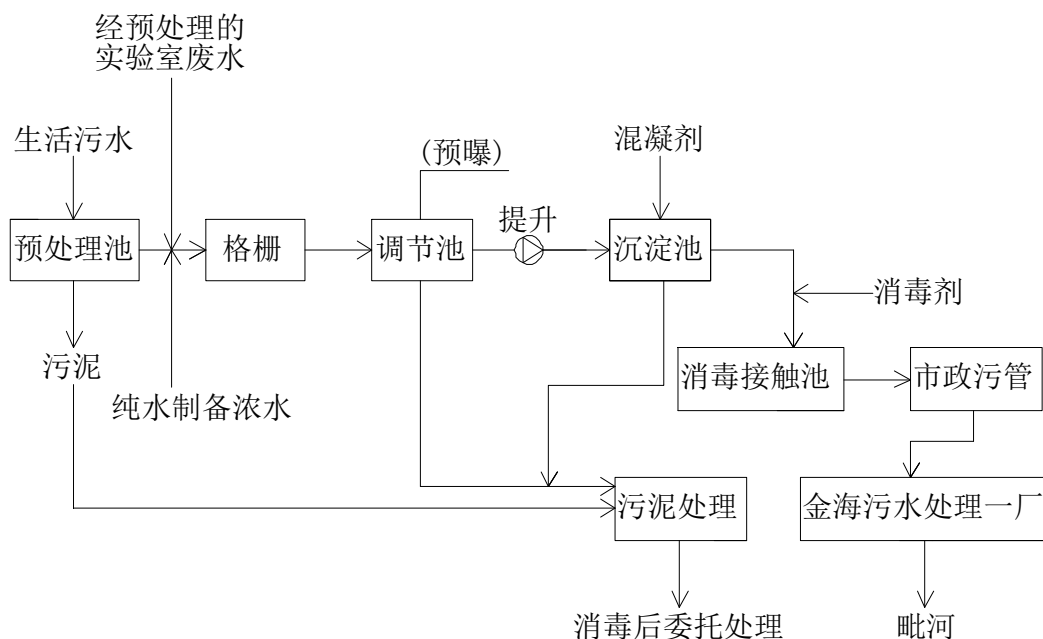 经预处理的
实验室废水
生活污水
(预曝)
混凝剂
预处理池
格栅
调节池
提升
沉淀池
消毒剂
污泥
纯水制备浓水
消毒接触池
市政污管
污泥处理
金海污水处理一厂
消毒后委托处理
毗河